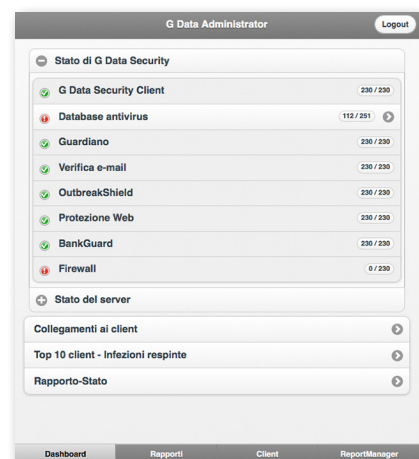 G Data Administrator
Logout
Stato di G Data Security
G Data Security Client 230 / 230
Database antivirus 112 / 251
Guardiano 230 / 230
Verifica e-mail 230 / 230
OutbreakShield 230 / 230
Protezione Web 230 / 230
BankGuard 230 / 230
Firewall 0 / 230
Stato del server
Collegamenti ai client
Top 10 client - Infezioni respinte
Rapporto-Stato
Dashboard Rapporti Client ReportManager